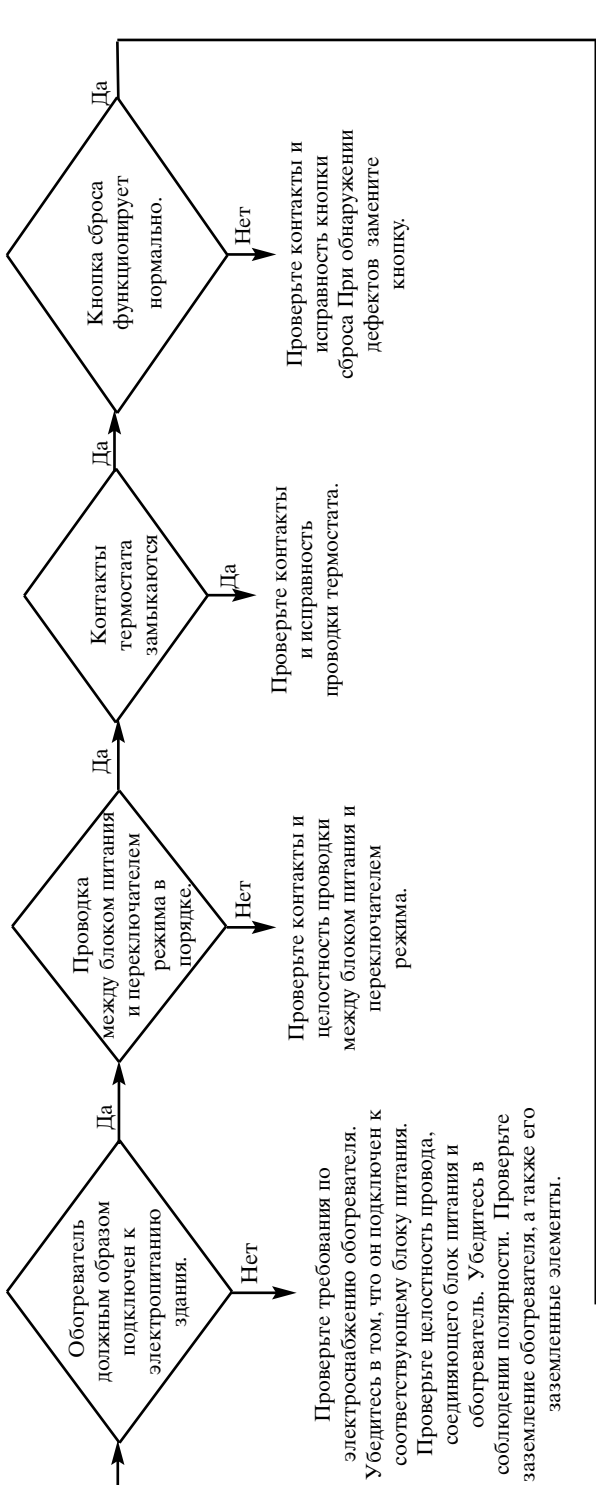 Обогреватель
должным образом
подключен к
электропитанию
здания.
Да
Нет
Проверьте требования по
электроснабжению обогревателя.
Убедитесь в том, что он подключен к
соответствующему блоку питания.
Проверьте целостность провода,
соединяющего блок питания и
обогреватель. Убедитесь в
соблюдении полярности. Проверьте
заземление обогревателя, а также его
заземленные элементы.
Проводка
между блоком питания
и переключателем
режима в
порядке.
Да
Нет
Проверьте контакты и
целостность проводки
между блоком питания и
переключателем
режима.
Контакты
термостата
замыкаются
Да
Да
Проверьте контакты
и исправность
проводки термостата.
Кнопка сброса
функционирует
нормально.
Да
Нет
Проверьте контакты и
исправность кнопки
сброса При обнаружении
дефектов замените
кнопку.